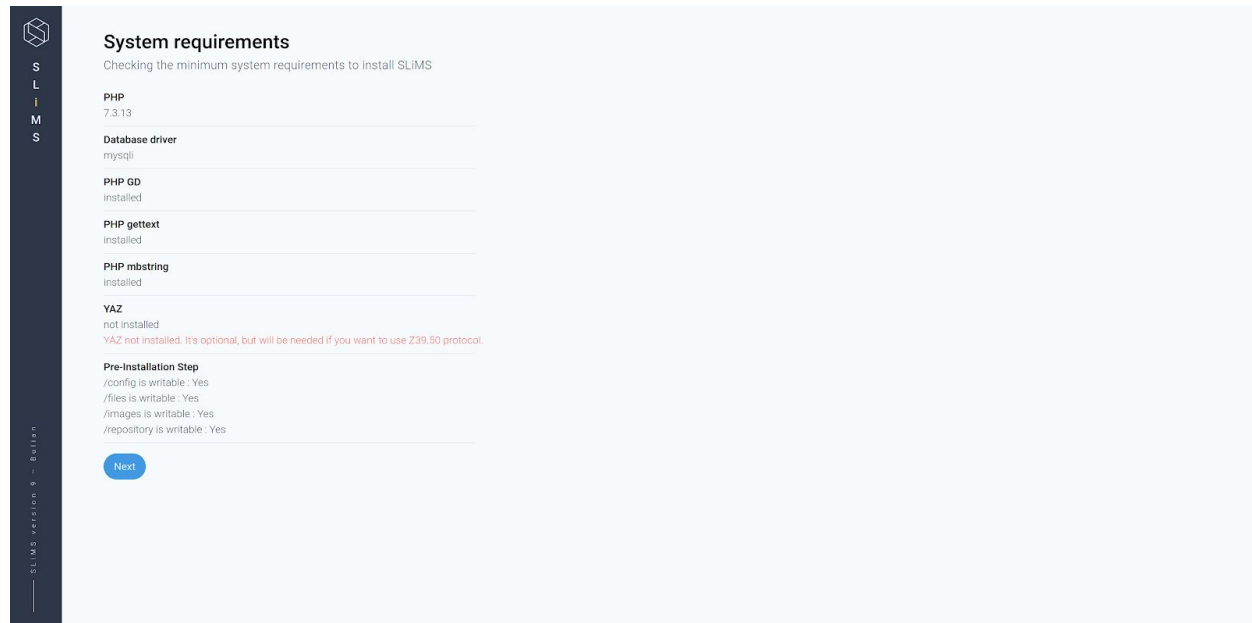 S
L
i
M
S
SLiMS version 9 – Bulian
System requirements
Checking the minimum system requirements to install SLiMS
PHP
7.3.13
Database driver
mysqli
PHP GD
installed
PHP gettext
installed
PHP mbstring
installed
YAZ
not installed
YAZ not installed. It's optional, but will be needed if you want to use Z39.50 protocol.
Pre-Installation Step
/config is writable : Yes
/files is writable : Yes
/images is writable : Yes
/repository is writable : Yes
Next